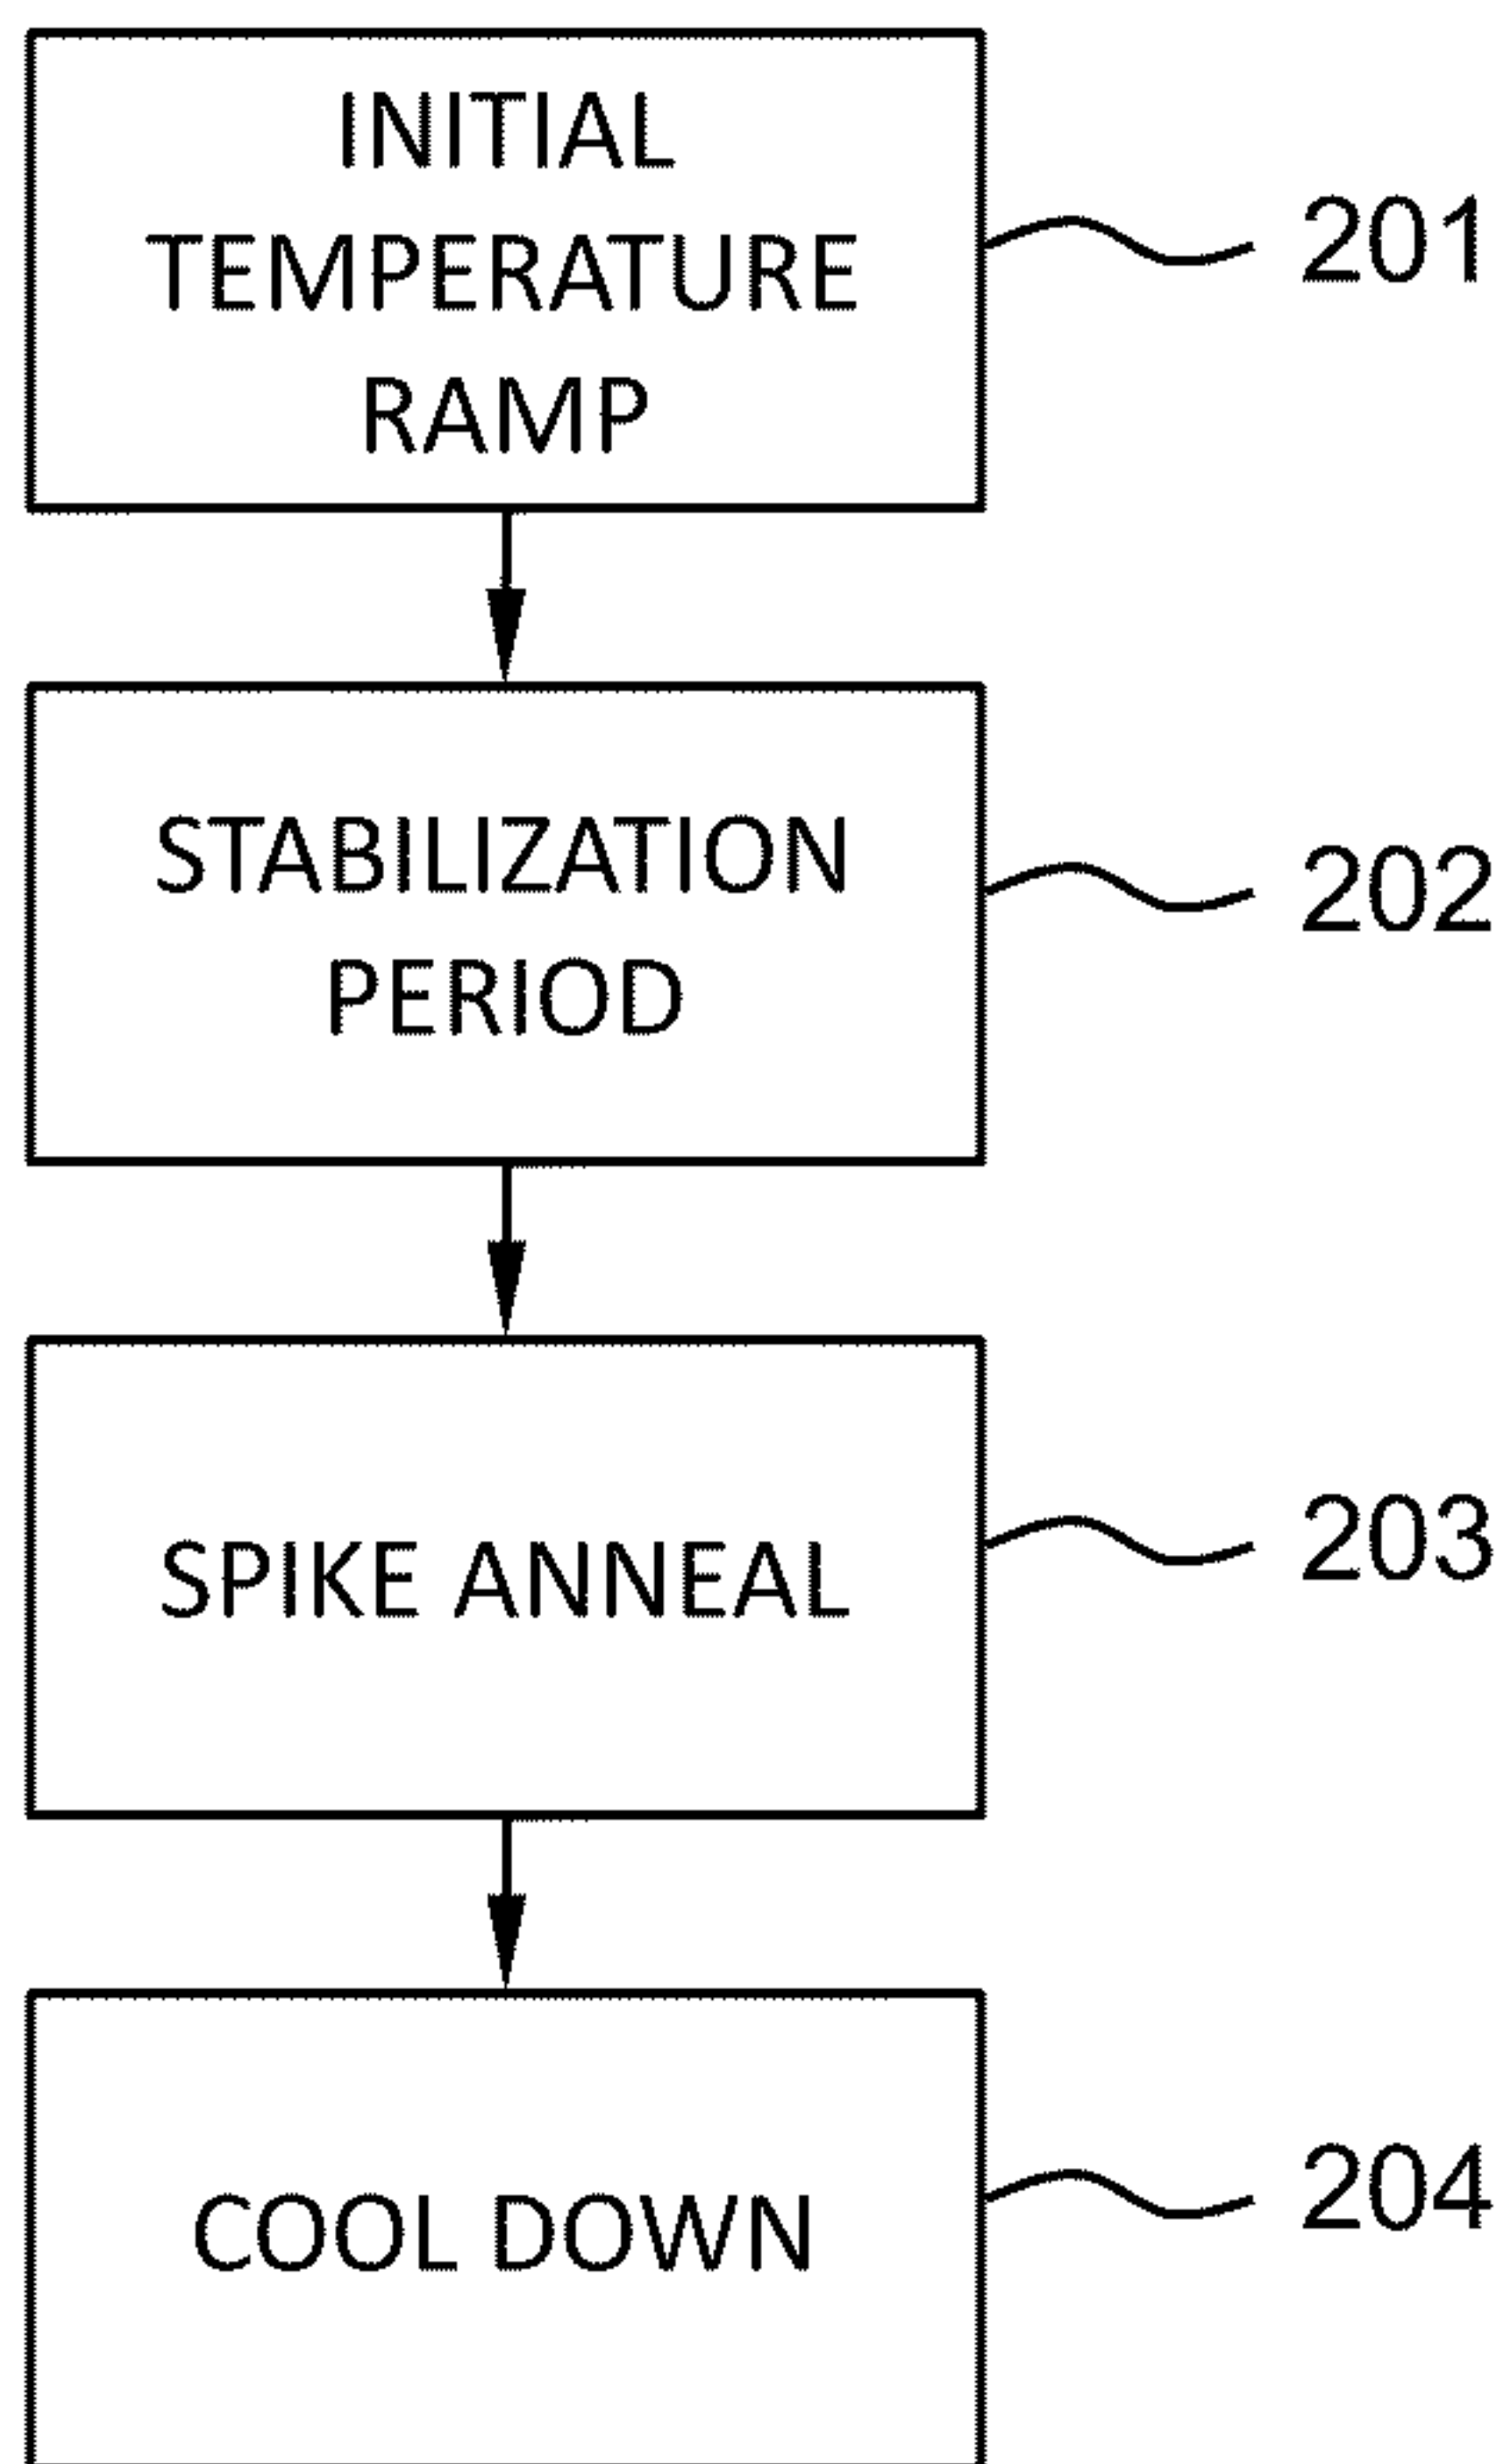 INITIAL
TEMPERATURE
RAMP
201
STABILIZATION
PERIOD
202
SPIKE ANNEAL
203
COOL DOWN
204